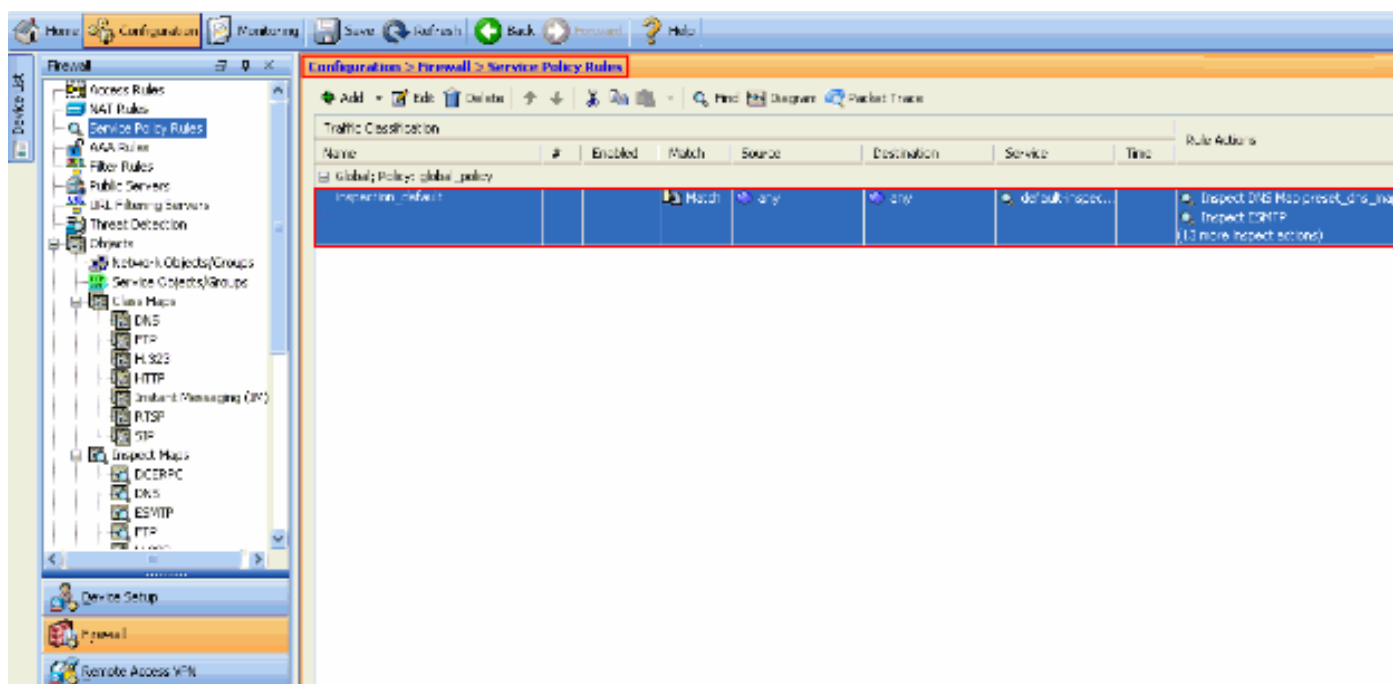 Home Configuration Monitoring Save Refresh Back Forward Help
Device List
Firewall
Access Rules
NAT Rules
Service Policy Rules
AAA Rules
Filter Rules
Public Servers
URL Filtering Servers
Threat Detection
Objects
Network Objects/Groups
Service Objects/Groups
Class Maps
DNS
FTP
H.323
HTTP
Instant Messaging (IM)
RTSP
SIP
Inspect Maps
DCERPC
DNS
ESMTP
FTP
Device Setup
Firewall
Remote Access VPN
Configuration > Firewall > Service Policy Rules
Add Edit Delete Find Diagram Packet Trace
Traffic Classification
Rule Actions
Name # Enabled Match Source Destination Service Time
Global; Policy: global_policy
inspection_default Match any any default-inspec...
Inspect DNS Map preset_dns_map
Inspect ESMTP
(13 more inspect actions)